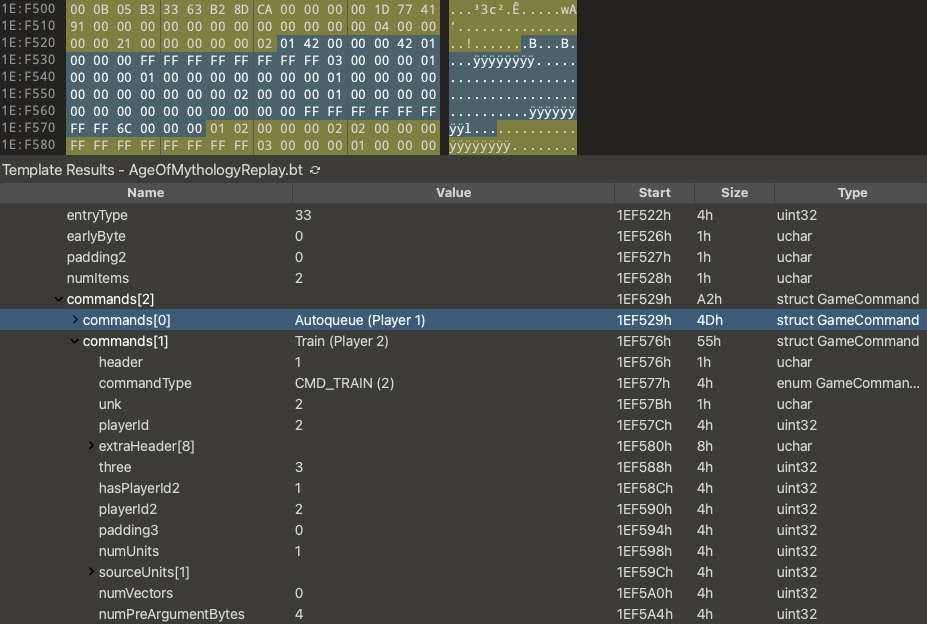 1E:F500 00 0B 05 B3 33 63 B2 8D CA 00 00 00 00 1D 77 41 ...³3c².Ê.....wA
1E:F510 91 00 00 00 00 00 00 00 00 00 00 00 04 00 00 00 ‘...............
1E:F520 00 00 21 00 00 00 00 00 02 01 42 00 00 00 42 01 ..!.......B...B.
1E:F530 00 00 00 FF FF FF FF FF FF FF FF 03 00 00 00 01 ...ÿÿÿÿÿÿÿÿ.....
1E:F540 00 00 00 01 00 00 00 00 00 00 00 01 00 00 00 00 ................
1E:F550 00 00 00 00 00 00 00 02 00 00 00 01 00 00 00 00 ................
1E:F560 00 00 00 00 00 00 00 00 00 00 FF FF FF FF FF FF ..........ÿÿÿÿÿÿ
1E:F570 FF FF 6C 00 00 00 01 02 00 00 00 02 02 00 00 00 ÿÿl.............
1E:F580 FF FF FF FF FF FF FF FF 03 00 00 00 01 00 00 00 ÿÿÿÿÿÿÿÿ........
Template Results - AgeOfMythologyReplay.bt
Name Value Start Size Type
entryType 33 1EF522h 4h uint32
earlyByte 0 1EF526h 1h uchar
padding2 0 1EF527h 1h uchar
numItems 2 1EF528h 1h uchar
commands[2] 1EF529h A2h struct GameCommand
commands[0] Autoqueue (Player 1) 1EF529h 4Dh struct GameCommand
commands[1] Train (Player 2) 1EF576h 55h struct GameCommand
header 1 1EF576h 1h uchar
commandType CMD_TRAIN (2) 1EF577h 4h enum GameComman...
unk 2 1EF57Bh 1h uchar
playerId 2 1EF57Ch 4h uint32
extraHeader[8] 1EF580h 8h uchar
three 3 1EF588h 4h uint32
hasPlayerId2 1 1EF58Ch 4h uint32
playerId2 2 1EF590h 4h uint32
padding3 0 1EF594h 4h uint32
numUnits 1 1EF598h 4h uint32
sourceUnits[1] 1EF59Ch 4h uint32
numVectors 0 1EF5A0h 4h uint32
numPreArgumentBytes 4 1EF5A4h 4h uint32